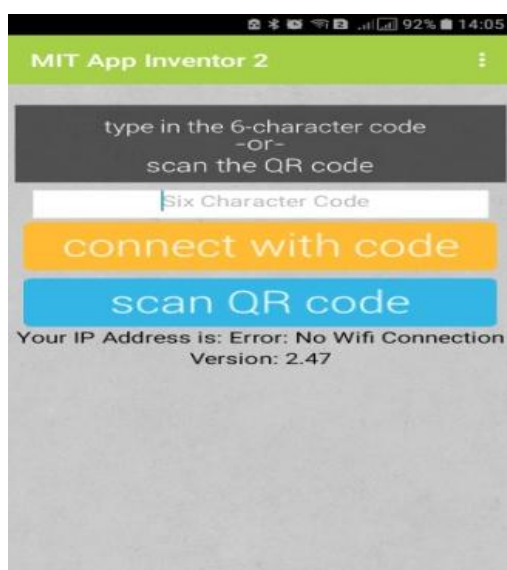 92% 14:05
MIT App Inventor 2
type in the 6-character code
-or-
scan the QR code
Six Character Code
connect with code
scan QR code
Your IP Address is: Error: No Wifi Connection
Version: 2.47